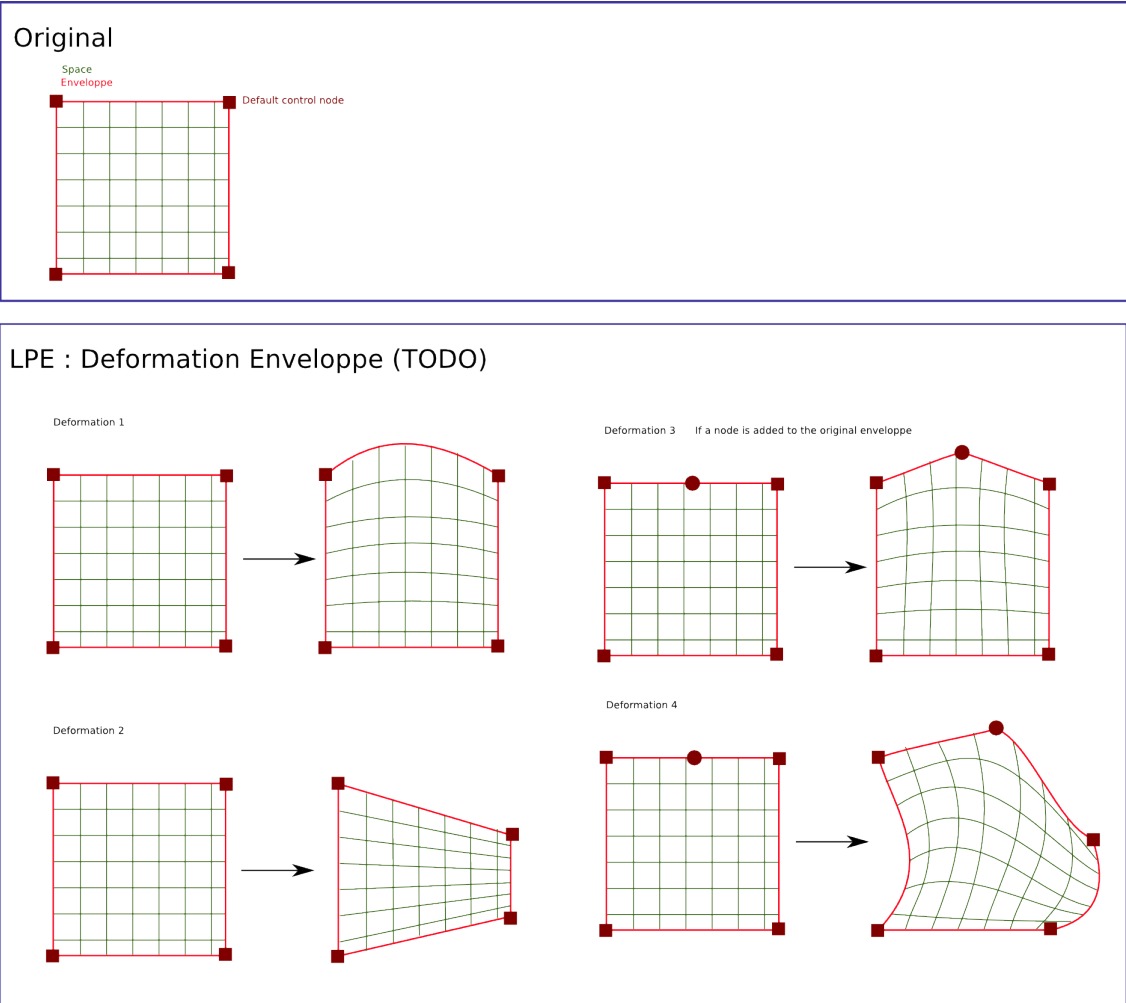 Original
Space
Enveloppe
Default control node
LPE : Deformation Enveloppe (TODO)
Deformation 1
Deformation 3 If a node is added to the original enveloppe
Deformation 2
Deformation 4